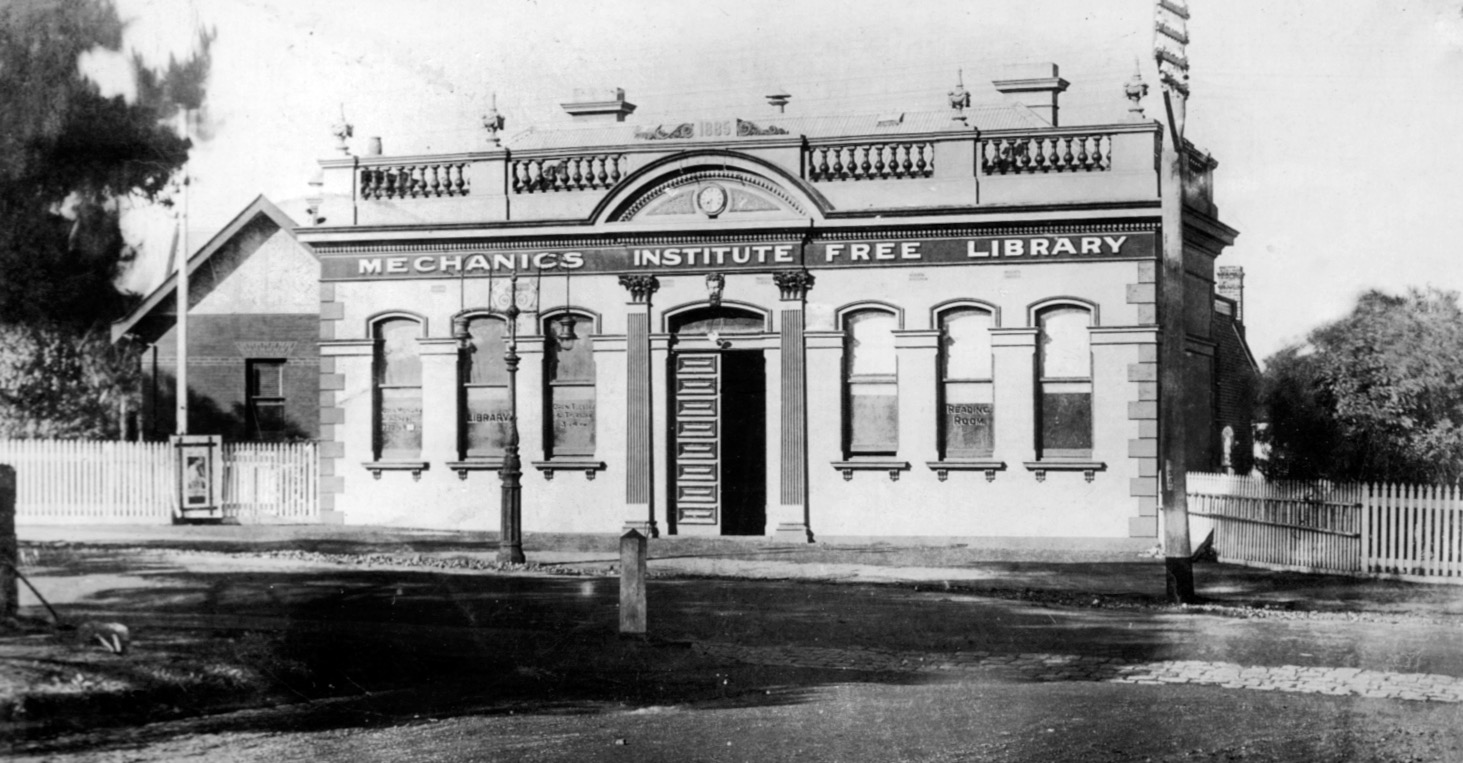 1885
MECHANICS INSTITUTE FREE LIBRARY
LIBRARY
READING
ROOM